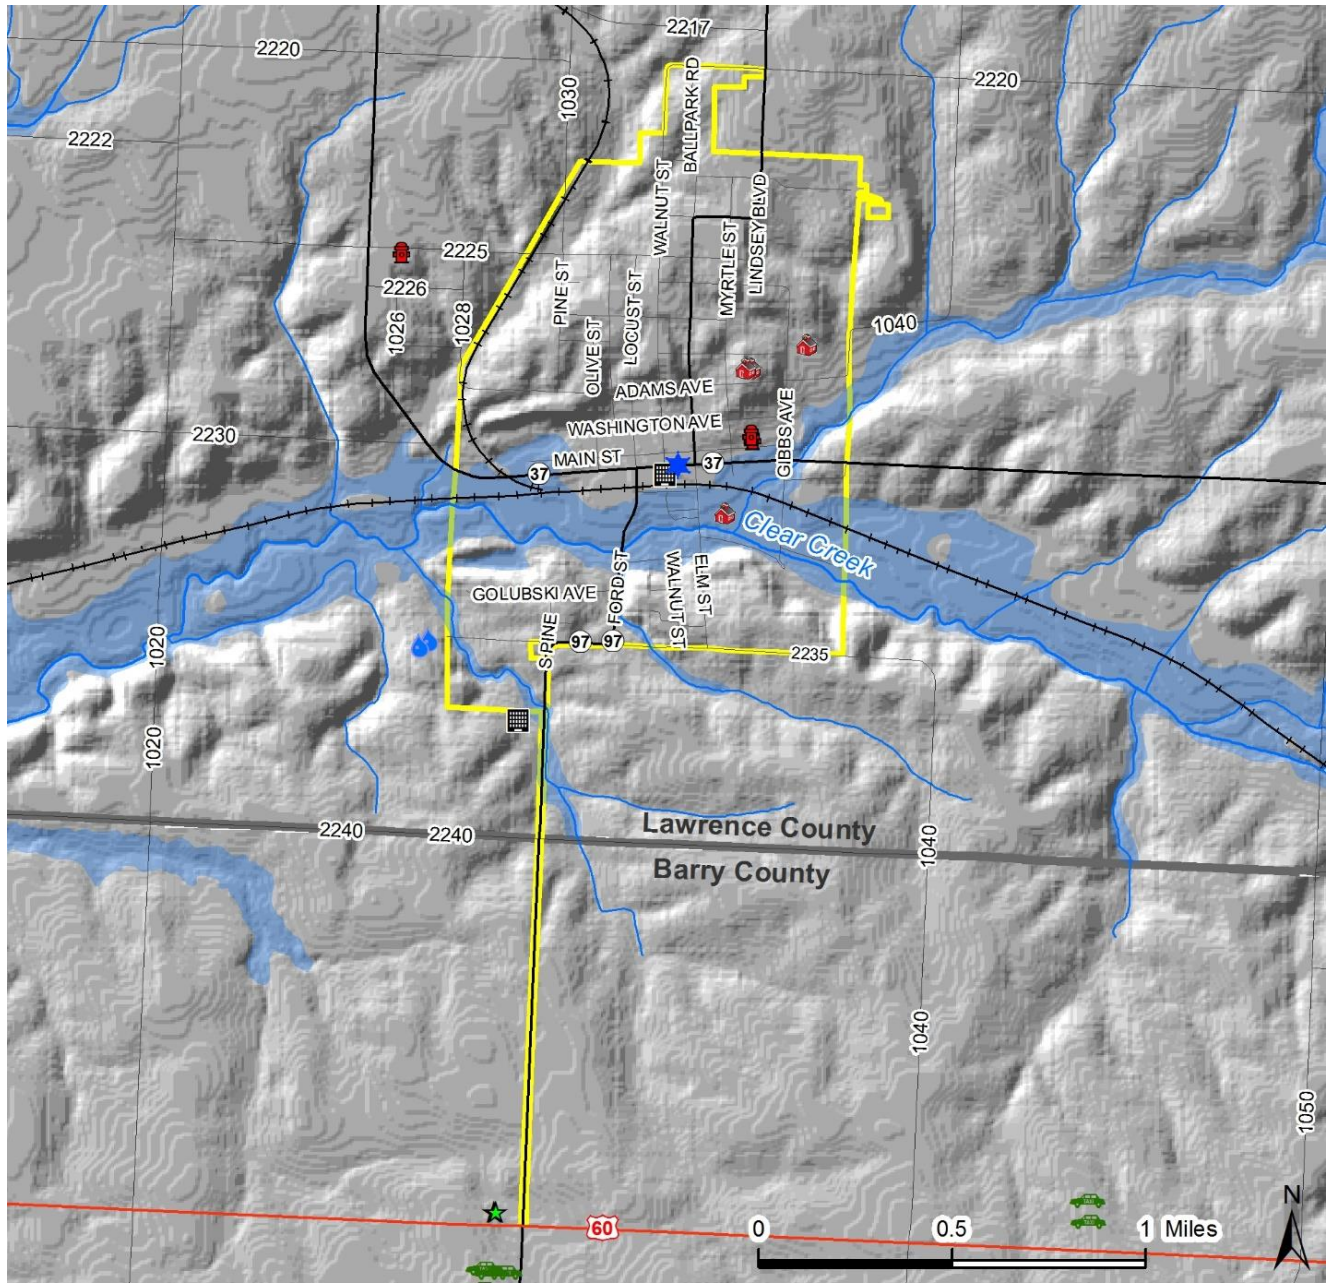 2217
2220
2220
2222
1030
BALLPARK RD
WALNUT ST
LINDSEY BLVD
MYRTLE ST
2225
2226
PINE ST
LOCUST ST
OLIVE ST
1026
1028
1040
ADAMS AVE
WASHINGTON AVE
2230
MAIN ST
GIBBS AVE
37
37
Clear Creek
GOLUBSKI AVE
FORD ST
WALNUT ST
ELM ST
S PINE
97
97
2235
1020
1020
Lawrence County
2240
2240
Barry County
1040
1040
1050
60
TAXI
TAXI
N
0
0.5
1 Miles